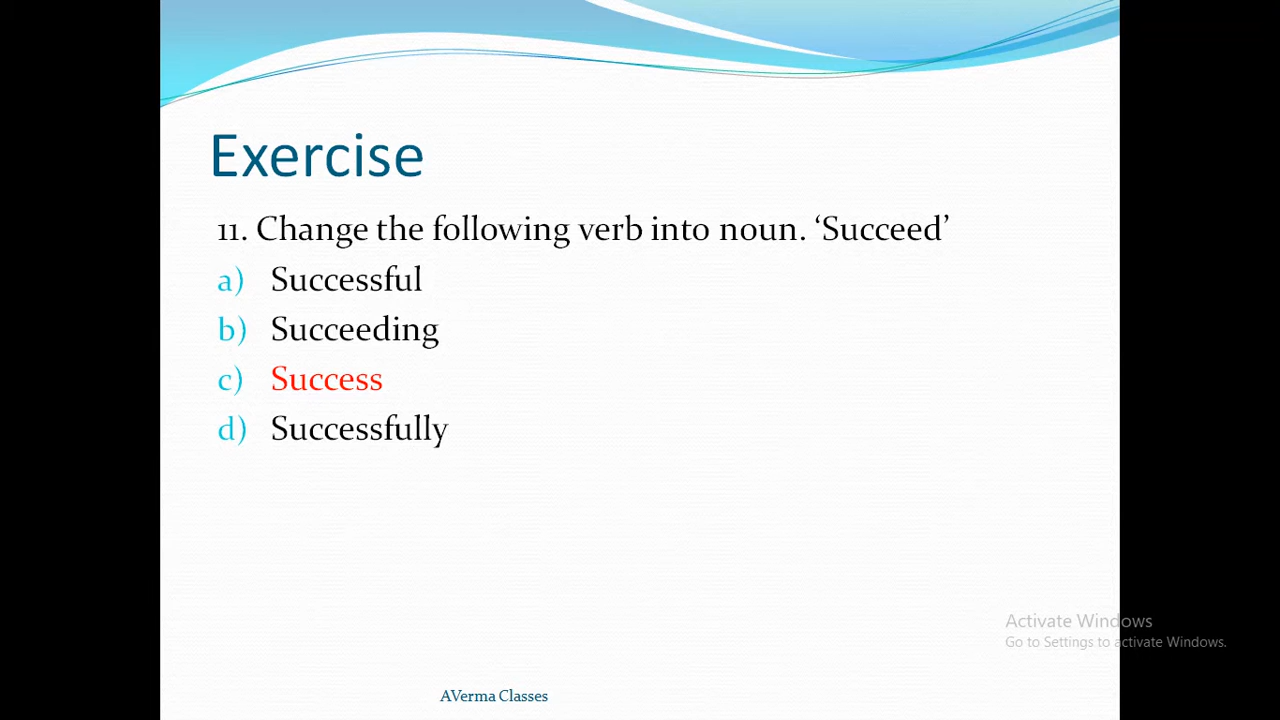 Exercise
11. Change the following verb into noun. ‘Succeed’
a) Successful
b) Succeeding
c) Success
d) Successfully
Activate Windows
Go to Settings to activate Windows.
AVerma Classes